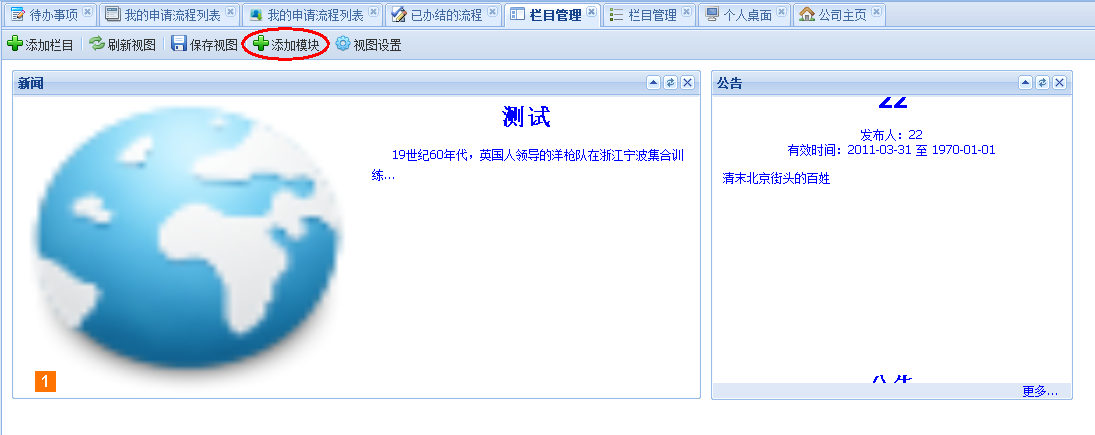 待办事项 我的申请流程列表 我的申请流程列表 已办结的流程 栏目管理 栏目管理 个人桌面 公司主页
添加栏目 刷新视图 保存视图 添加模块 视图设置
新闻
测试
19世纪60年代，英国人领导的洋枪队在浙江宁波集合训
练...
1
公告
22
发布人：22
有效时间：2011-03-31 至 1970-01-01
清末北京街头的百姓
公告
更多...